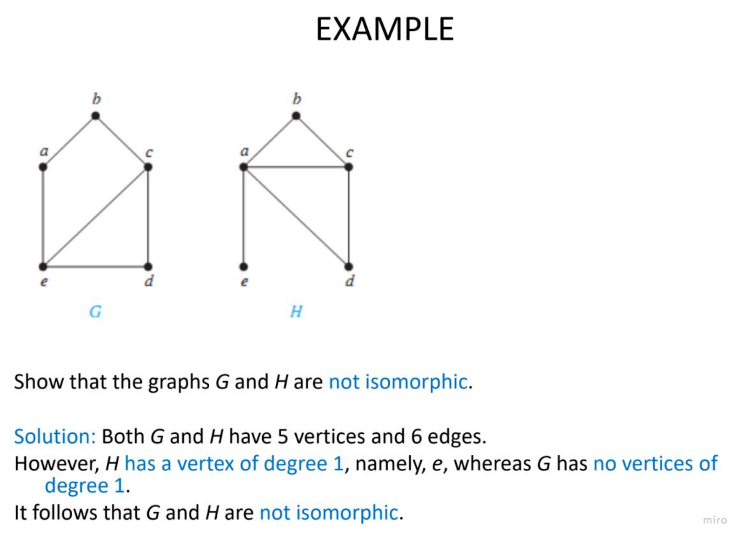 EXAMPLE
b b
a c a c
e d e d
G H
Show that the graphs G and H are not isomorphic.
Solution: Both G and H have 5 vertices and 6 edges.
However, H has a vertex of degree 1, namely, e, whereas G has no vertices of
degree 1.
It follows that G and H are not isomorphic.
miro